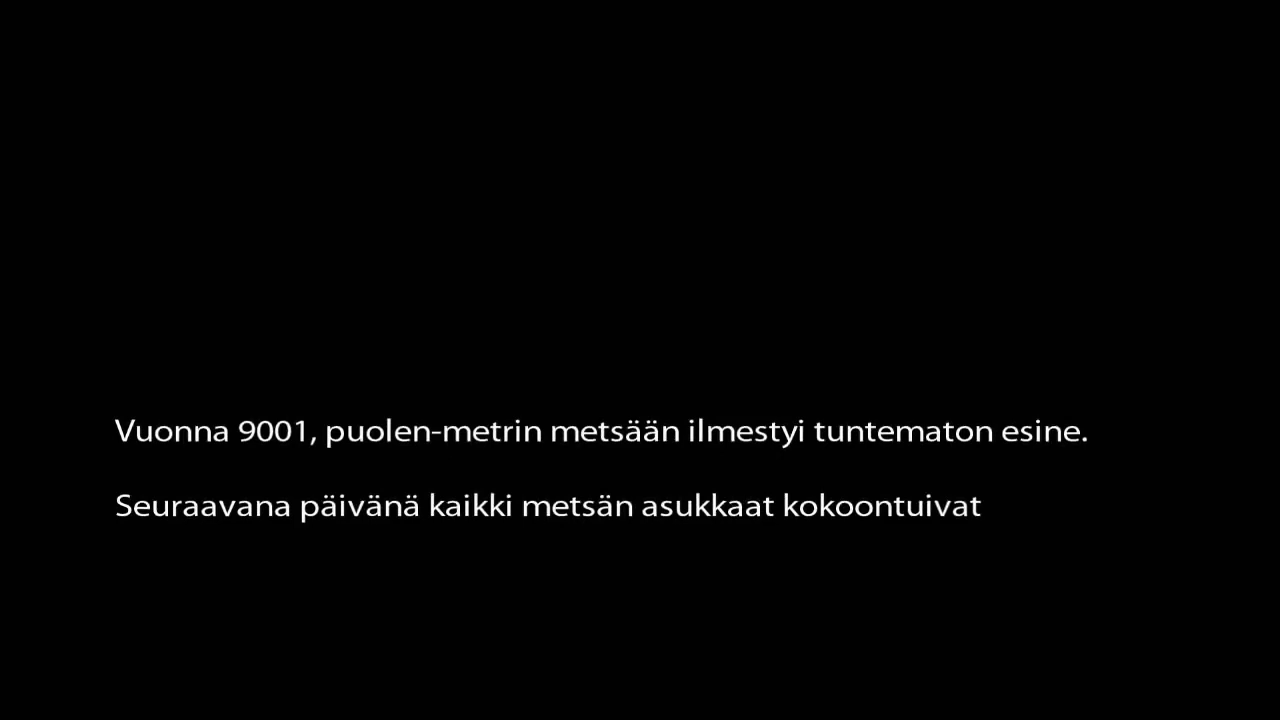 Vuonna 9001, puolen-metrin metsään ilmestyi tuntematon esine.
Seuraavana päivänä kaikki metsän asukkaat kokoontuivat